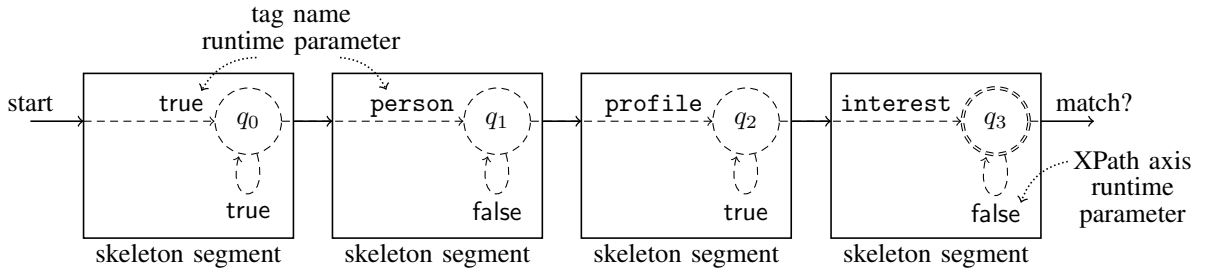 tag name
runtime parameter
start
true
q0
person
q1
profile
q2
interest
q3
match?
true
false
true
false
XPath axis
runtime
parameter
skeleton segment
skeleton segment
skeleton segment
skeleton segment